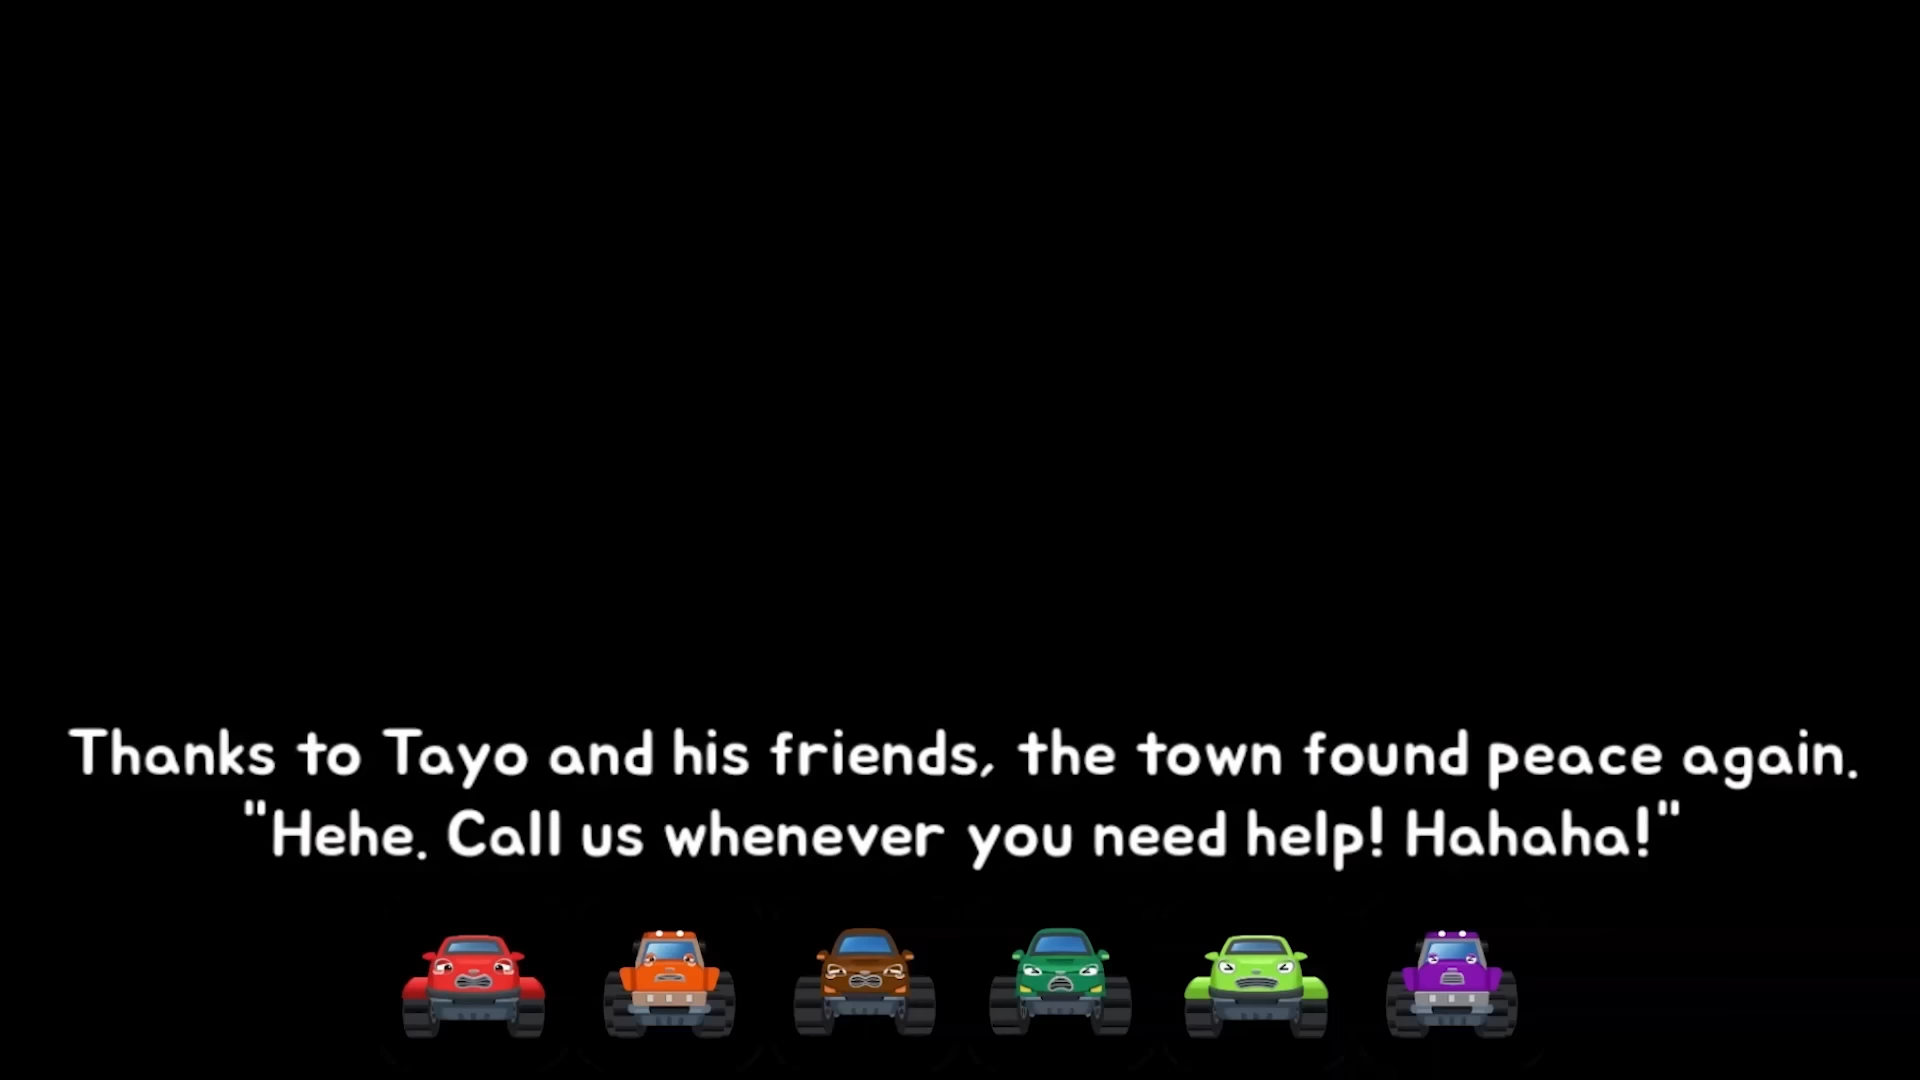 Thanks to Tayo and his friends, the town found peace again.
"Hehe. Call us whenever you need help! Hahaha!"